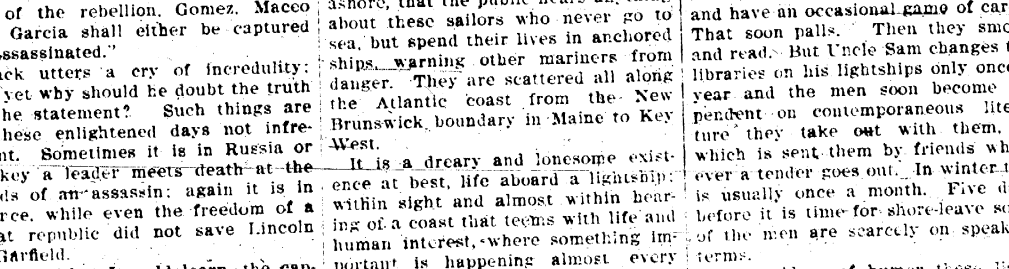 of the rebellion, Gomez, Macco
Garcia shall either be captured
ssassinated."
ck utters a cry of incredulity;
yet why should he doubt the truth
he statement? Such things are
hese enlightened days not infre-
nt. Sometimes it is in Russia or
key a leader meets death at the
ds of an assassin; again it is in
rce, while even the freedom of a
at republic did not save Lincoln
Garfield.
the cap-
ashore, that the public hears
about these sailors who never go to
sea, but spend their lives in anchored
ships, warning other mariners from
danger. They are scattered all along
the Atlantic coast from the New
Brunswick boundary in Maine to Key
West.
It is a dreary and lonesome exist-
ence at best, life aboard a lightship;
within sight and almost within hear-
ing of a coast that teems with life and
human interest, where something im-
portant is happening almost every
and have an occasional game of car
That soon palls. Then they smo
and read. But Uncle Sam changes t
libraries on his lightships only once
year and the men soon become
pendent on contemporaneous lite
ture they take out with them,
which is sent them by friends wh
ever a tender goes out. In winter t
is usually once a month. Five d
before it is time for shore-leave so
of the men are scarcely on speak
terms.
of human these li